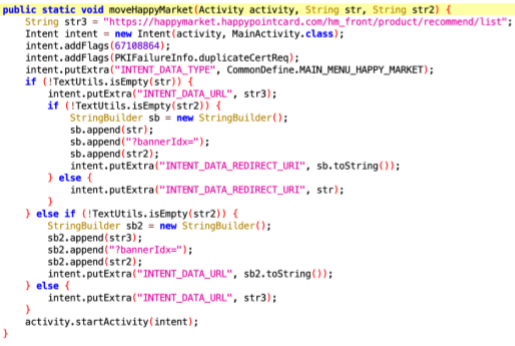 public static void moveHappyMarket(Activity activity, String str, String str2) {
    String str3 = "https://happymarket.happypointcard.com/hm_front/product/recommend/list";
    Intent intent = new Intent(activity, MainActivity.class);
    intent.addFlags(67108864);
    intent.addFlags(PKIFailureInfo.duplicateCertReq);
    intent.putExtra("INTENT_DATA_TYPE", CommonDefine.MAIN_MENU_HAPPY_MARKET);
    if (!TextUtils.isEmpty(str)) {
        intent.putExtra("INTENT_DATA_URL", str3);
        if (!TextUtils.isEmpty(str2)) {
            StringBuilder sb = new StringBuilder();
            sb.append(str);
            sb.append("?bannerIdx=");
            sb.append(str2);
            intent.putExtra("INTENT_DATA_REDIRECT_URI", sb.toString());
        } else {
            intent.putExtra("INTENT_DATA_REDIRECT_URI", str);
        }
    } else if (!TextUtils.isEmpty(str2)) {
        StringBuilder sb2 = new StringBuilder();
        sb2.append(str3);
        sb2.append("?bannerIdx=");
        sb2.append(str2);
        intent.putExtra("INTENT_DATA_URL", sb2.toString());
    } else {
        intent.putExtra("INTENT_DATA_URL", str3);
    }
    activity.startActivity(intent);
}